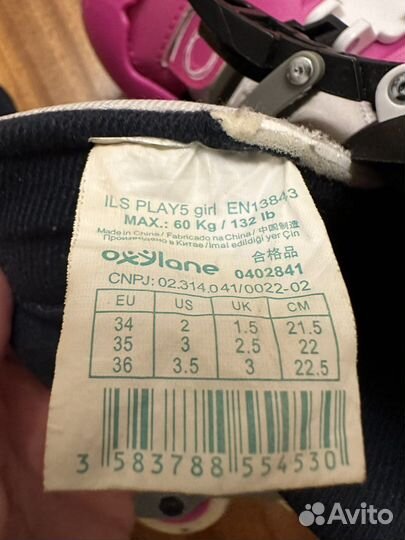 ILS PLAY5 girl EN13843
MAX.: 60 Kg / 132 lb
Made in China / Fabricado na China / 中国制造
Произведено в Китае / Imal edildiği yer Çin
oxylane 合格品
0402841
CNPJ: 02.314.041/0022-02
EU US UK CM
34 2 1.5 21.5
35 3 2.5 22
36 3.5 3 22.5
3 583788 554530
Avito